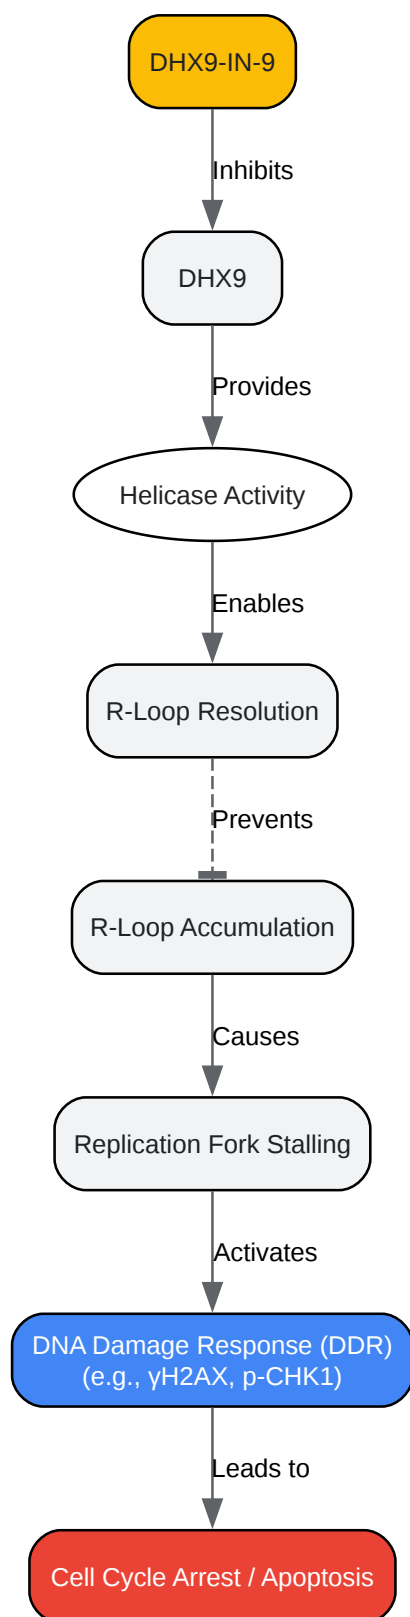 DHX9-IN-9
Inhibits
DHX9
Provides
Helicase Activity
Enables
R-Loop Resolution
Prevents
R-Loop Accumulation
Causes
Replication Fork Stalling
Activates
DNA Damage Response (DDR)
(e.g., γH2AX, p-CHK1)
Leads to
Cell Cycle Arrest / Apoptosis